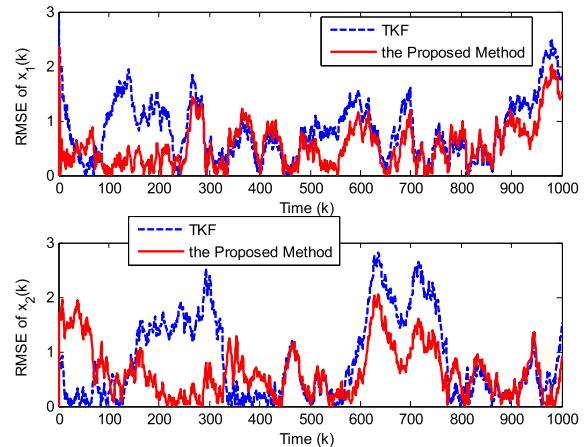 3
2
1
0
RMSE of x1(k)
TKF
the Proposed Method
0 100 200 300 400 500 600 700 800 900 1000
Time (k)
3
2
1
0
RMSE of x2(k)
TKF
the Proposed Method
0 100 200 300 400 500 600 700 800 900 1000
Time (k)